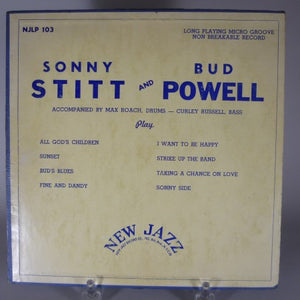 NJLP 103
LONG PLAYING MICRO GROOVE
NON BREAKABLE RECORD
SONNY BUD
STITT AND POWELL
ACCOMPANIED BY MAX ROACH, DRUMS — CURLEY RUSSELL, BASS
Play
ALL GOD'S CHILDREN
SUNSET
BUD'S BLUES
FINE AND DANDY
I WANT TO BE HAPPY
STRIKE UP THE BAND
TAKING A CHANCE ON LOVE
SONNY SIDE
NEW JAZZ